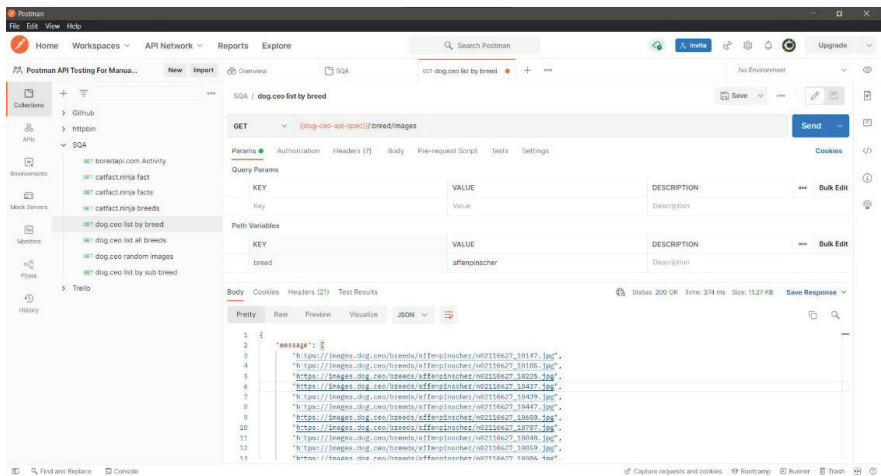 Postman
File Edit View Help
Home Workspaces API Network Reports Explore
Search Postman
Invite
Upgrade
Postman API Testing For Manua...
New Import
Overview
SQA
GET dog.ceo list by breed
No Environment
Collections
APIs
Environments
Mock Servers
Monitors
Flows
History
Github
httpbin
SQA
GET boredapi.com Activity
GET catfact.ninja fact
GET catfact.ninja facts
GET catfact.ninja breeds
GET dog.ceo list by breed
GET dog.ceo list all breeds
GET dog.ceo random images
GET dog.ceo list by sub breed
Trello
SQA / dog.ceo list by breed
Save
GET {{dog-ceo-api-spec}}/:breed/images
Send
Params Authorization Headers (7) Body Pre-request Script Tests Settings
Cookies
Query Params
KEY VALUE DESCRIPTION Bulk Edit
Key Value Description
Path Variables
KEY VALUE DESCRIPTION Bulk Edit
breed affenpinscher Description
Body Cookies Headers (21) Test Results
Status: 200 OK Time: 374 ms Size: 11.27 KB Save Response
Pretty Raw Preview Visualize JSON
1 {
2 "message": [
3 "https://images.dog.ceo/breeds/affenpinscher/n02110627_10147.jpg",
4 "https://images.dog.ceo/breeds/affenpinscher/n02110627_10185.jpg",
5 "https://images.dog.ceo/breeds/affenpinscher/n02110627_10225.jpg",
6 "https://images.dog.ceo/breeds/affenpinscher/n02110627_10437.jpg",
7 "https://images.dog.ceo/breeds/affenpinscher/n02110627_10439.jpg",
8 "https://images.dog.ceo/breeds/affenpinscher/n02110627_10447.jpg",
9 "https://images.dog.ceo/breeds/affenpinscher/n02110627_10680.jpg",
10 "https://images.dog.ceo/breeds/affenpinscher/n02110627_10787.jpg",
11 "https://images.dog.ceo/breeds/affenpinscher/n02110627_10848.jpg",
12 "https://images.dog.ceo/breeds/affenpinscher/n02110627_10859.jpg",
13 "https://images.dog.ceo/breeds/affenpinscher/n02110627_10986.jpg",
Find and Replace Console
Capture requests and cookies Bootcamp Runner Trash